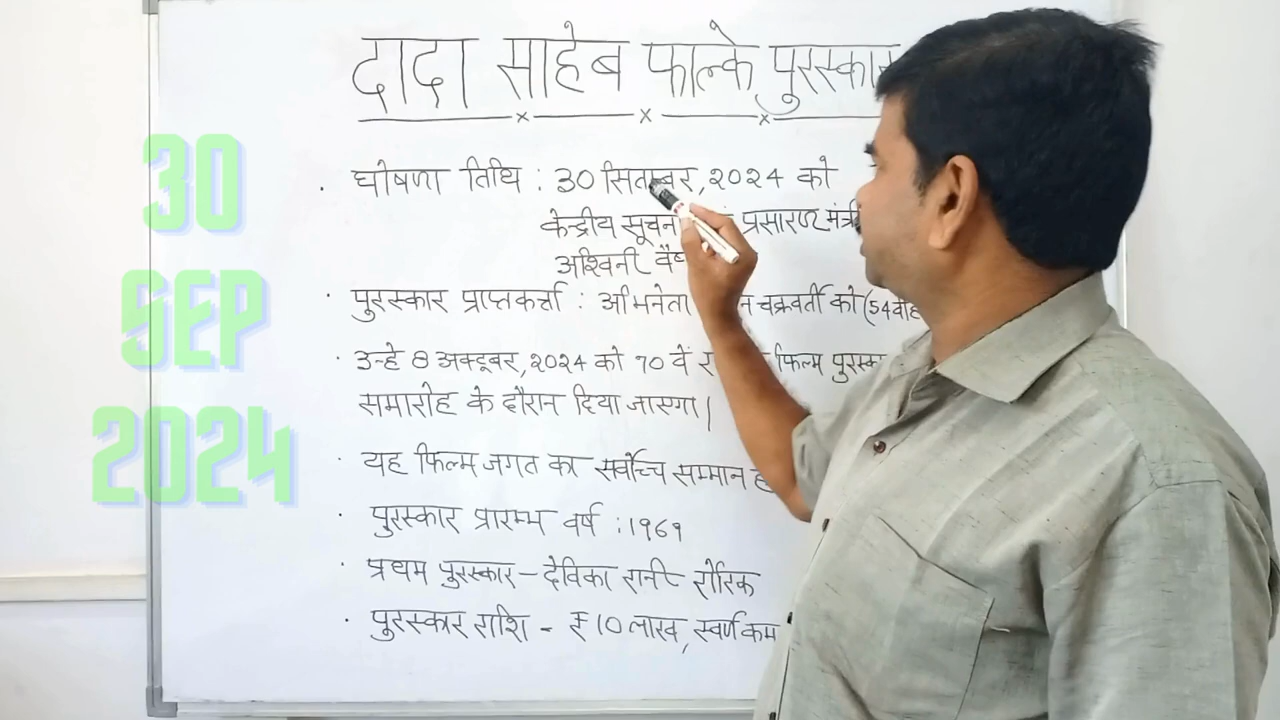 दादा साहेब फाल्के पुरस्कार
घोषणा तिथि : 30 सितम्बर, 2024 को
केन्द्रीय सूचना प्रसारण मंत्री
अश्विनी
पुरस्कार प्राप्तकर्त्ता : अभिनेता चक्रवर्ती को (54वाँ
उन्हे 8 अक्टूबर, 2024 को 70 वें फिल्म
समारोह के दौरान दिया जाएगा|
यह फिल्म जगत का सर्वोच्च सम्मान
पुरस्कार प्रारम्भ वर्ष : 1969
प्रथम पुरस्कार – देविका रानी रोरिक
पुरस्कार राशि - ₹ 10 लाख, स्वर्ण कम
30
SEP
2024